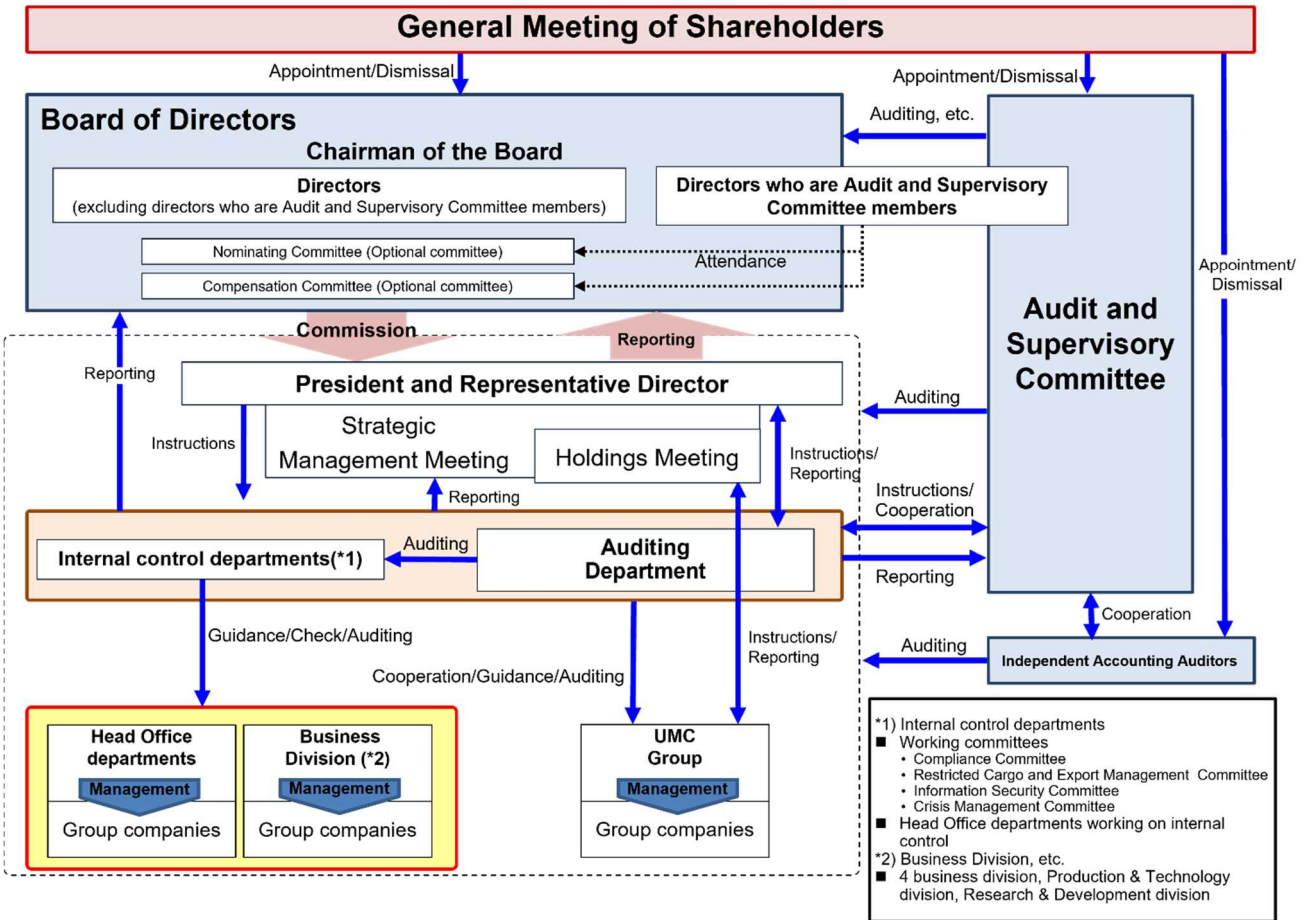 General Meeting of Shareholders
Appointment/Dismissal
Appointment/Dismissal
Board of Directors
Auditing, etc.
Chairman of the Board
Directors
(excluding directors who are Audit and Supervisory Committee members)
Directors who are Audit and Supervisory
Committee members
Nominating Committee (Optional committee)
Attendance
Compensation Committee (Optional committee)
Appointment/
Dismissal
Audit and
Supervisory
Committee
Commission
Reporting
Reporting
President and Representative Director
Auditing
Instructions
Strategic
Management Meeting
Holdings Meeting
Instructions/
Reporting
Reporting
Instructions/
Cooperation
Internal control departments(*1)
Auditing
Auditing
Department
Reporting
Cooperation
Guidance/Check/Auditing
Instructions/
Reporting
Cooperation/Guidance/Auditing
Auditing
Independent Accounting Auditors
Head Office
departments
Management
Group companies
Business
Division (*2)
Management
Group companies
UMC
Group
Management
Group companies
*1) Internal control departments
■ Working committees
• Compliance Committee
• Restricted Cargo and Export Management Committee
• Information Security Committee
• Crisis Management Committee
■ Head Office departments working on internal
control
*2) Business Division, etc.
■ 4 business division, Production & Technology
division, Research & Development division